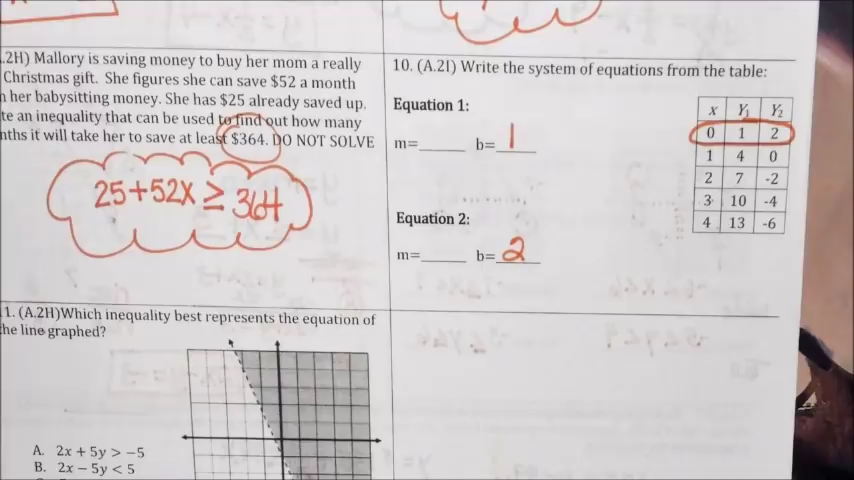 .2H) Mallory is saving money to buy her mom a really
Christmas gift. She figures she can save $52 a month
her babysitting money. She has $25 already saved up.
te an inequality that can be used to find out how many
nths it will take her to save at least $364. DO NOT SOLVE
25+52x ≥ 364
10. (A.2I) Write the system of equations from the table:
Equation 1:
m=_____ b= 1
Equation 2:
m=_____ b= 2
x Y₁ Y₂
0 1 2
1 4 0
2 7 -2
3 10 -4
4 13 -6
1. (A.2H)Which inequality best represents the equation of
the line graphed?
A. 2x + 5y > −5
B. 2x − 5y < 5